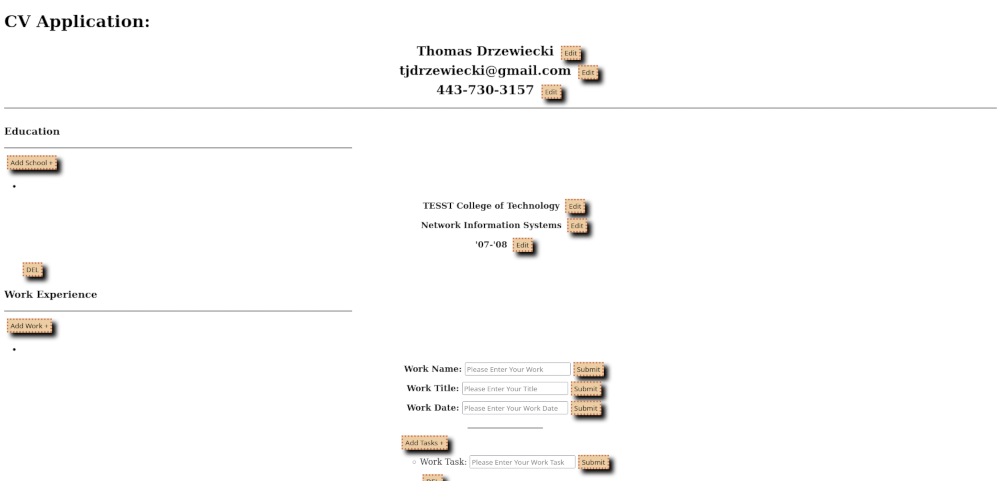 CV Application:
Thomas Drzewiecki Edit
tjdrzewiecki@gmail.com Edit
443-730-3157 Edit
Education
Add School +
TESST College of Technology Edit
Network Information Systems Edit
'07-'08 Edit
DEL
Work Experience
Add Work +
Work Name: Please Enter Your Work Submit
Work Title: Please Enter Your Title Submit
Work Date: Please Enter Your Work Date Submit
Add Tasks +
Work Task: Please Enter Your Work Task Submit
DEL